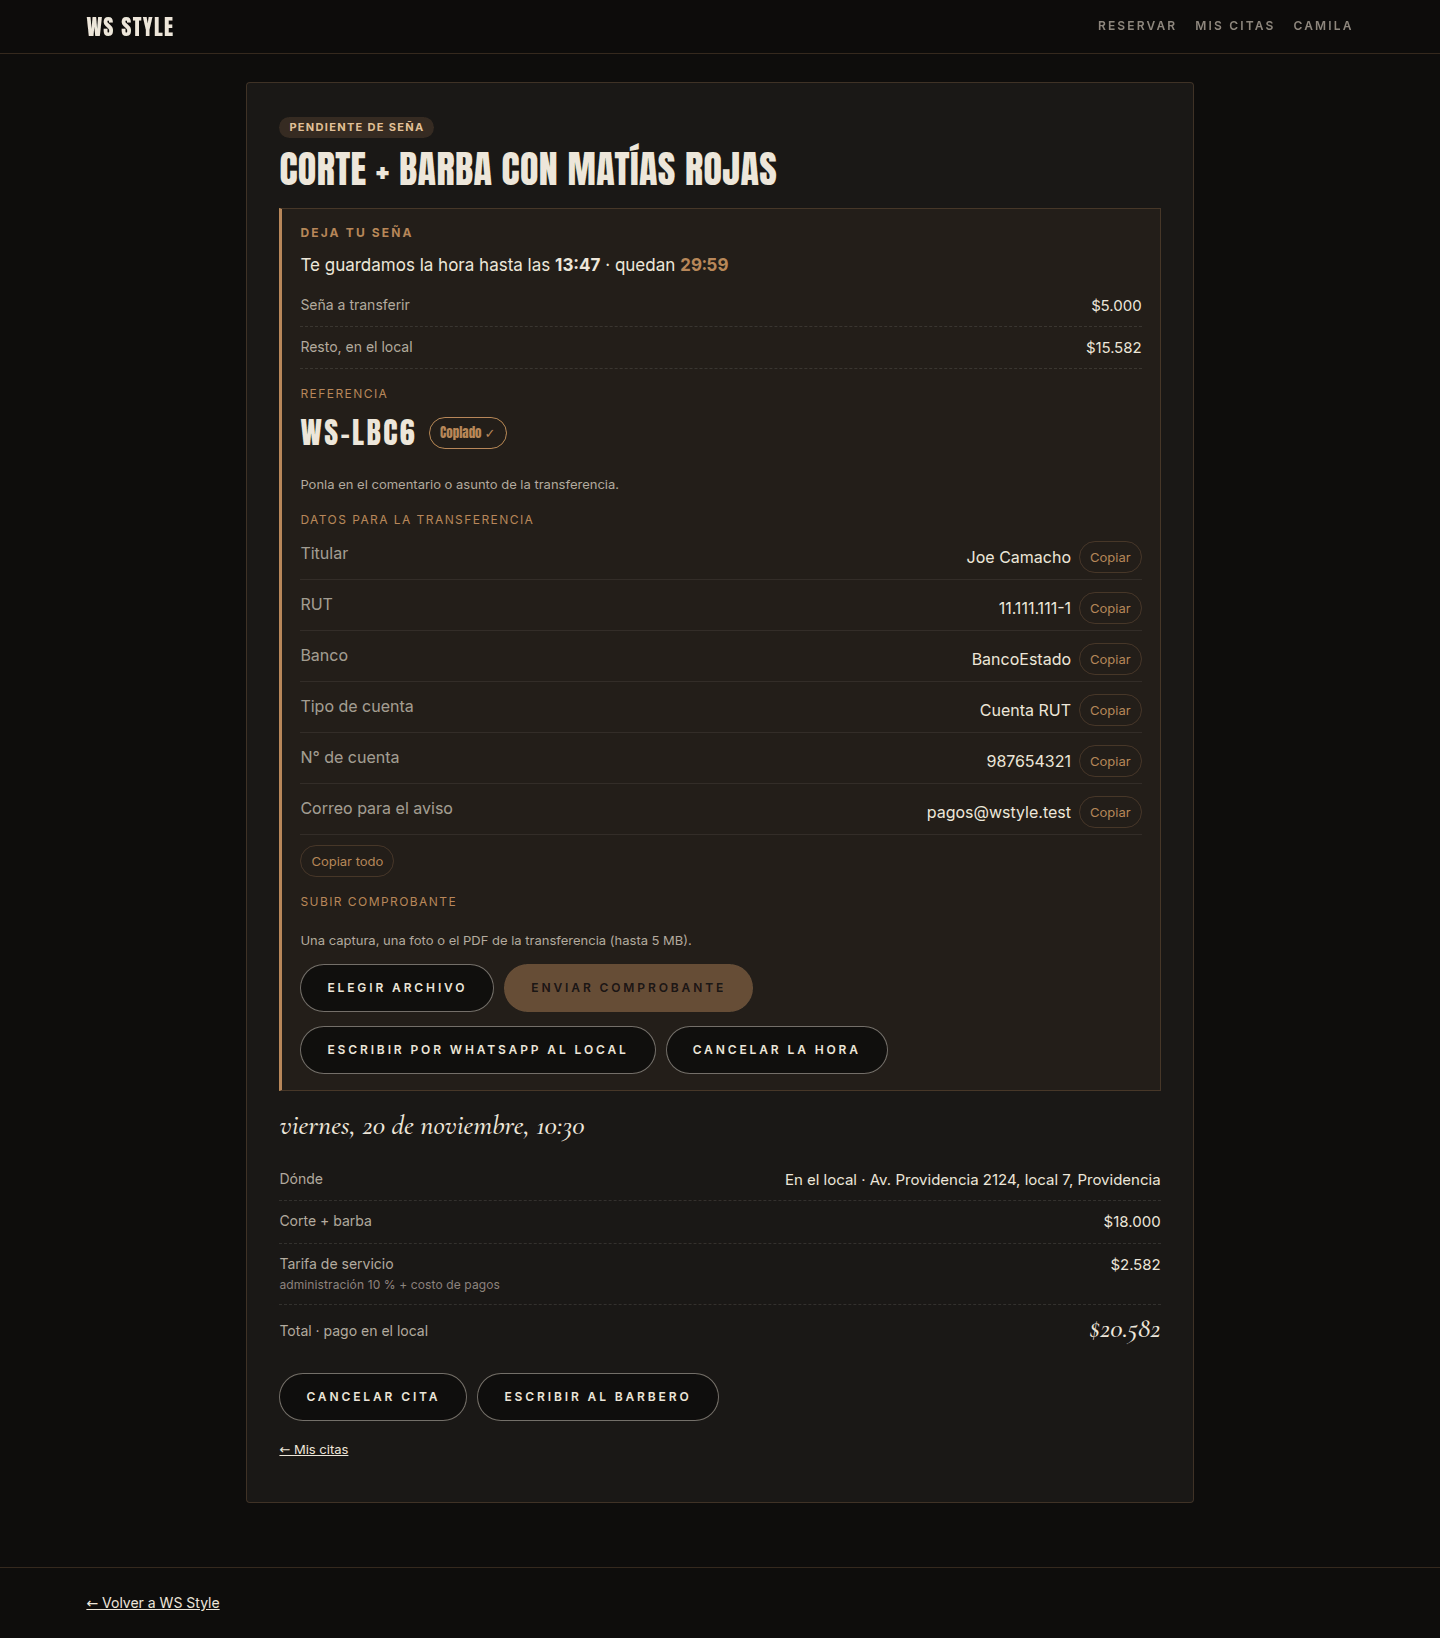 WS STYLE
RESERVAR MIS CITAS CAMILA
PENDIENTE DE SEÑA
CORTE + BARBA CON MATÍAS ROJAS
DEJA TU SEÑA
Te guardamos la hora hasta las 13:47 · quedan 29:59
Seña a transferir $5.000
Resto, en el local $15.582
REFERENCIA
WS-LBC6 Copiado ✓
Ponla en el comentario o asunto de la transferencia.
DATOS PARA LA TRANSFERENCIA
Titular Joe Camacho Copiar
RUT 11.111.111-1 Copiar
Banco BancoEstado Copiar
Tipo de cuenta Cuenta RUT Copiar
N° de cuenta 987654321 Copiar
Correo para el aviso pagos@wstyle.test Copiar
Copiar todo
SUBIR COMPROBANTE
Una captura, una foto o el PDF de la transferencia (hasta 5 MB).
ELEGIR ARCHIVO ENVIAR COMPROBANTE
ESCRIBIR POR WHATSAPP AL LOCAL CANCELAR LA HORA
viernes, 20 de noviembre, 10:30
Dónde En el local · Av. Providencia 2124, local 7, Providencia
Corte + barba $18.000
Tarifa de servicio $2.582
administración 10 % + costo de pagos
Total · pago en el local $20.582
CANCELAR CITA ESCRIBIR AL BARBERO
← Mis citas
← Volver a WS Style